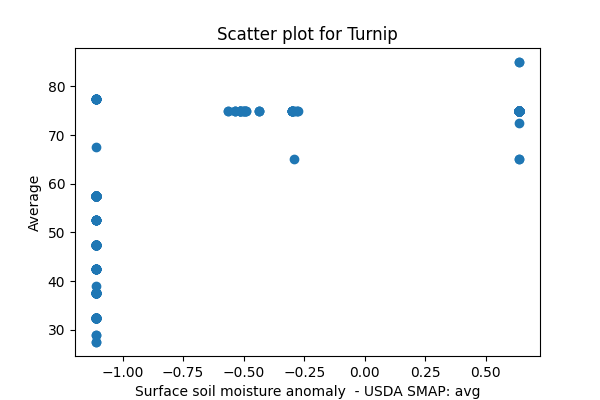 Scatter plot for Turnip
80
70
60
50
40
30
Average
−1.00 −0.75 −0.50 −0.25 0.00 0.25 0.50
Surface soil moisture anomaly  - USDA SMAP: avg